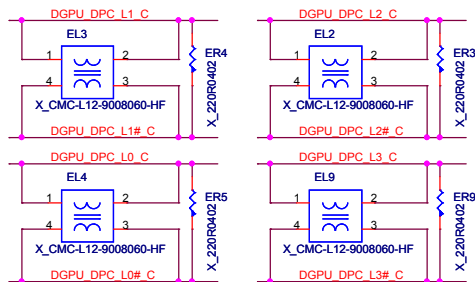 DGPU_DPC_L1_C
EL3
1 2
4 3
ER4
X_220R0402
X_CMC-L12-9008060-HF
DGPU_DPC_L1#_C
DGPU_DPC_L2_C
EL2
1 2
4 3
ER3
X_220R0402
X_CMC-L12-9008060-HF
DGPU_DPC_L2#_C
DGPU_DPC_L0_C
EL4
1 2
4 3
ER5
X_220R0402
X_CMC-L12-9008060-HF
DGPU_DPC_L0#_C
DGPU_DPC_L3_C
EL9
1 2
4 3
ER9
X_220R0402
X_CMC-L12-9008060-HF
DGPU_DPC_L3#_C